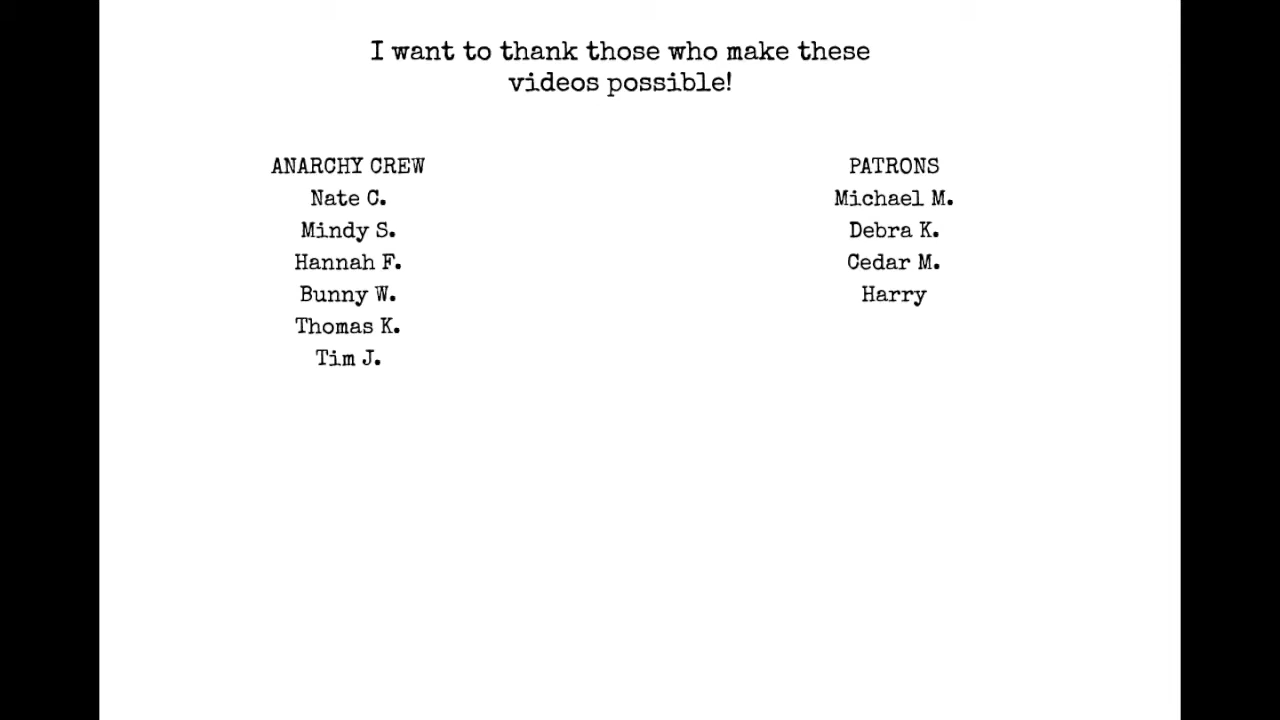 I want to thank those who make these
videos possible!
ANARCHY CREW
Nate C.
Mindy S.
Hannah F.
Bunny W.
Thomas K.
Tim J.
PATRONS
Michael M.
Debra K.
Cedar M.
Harry